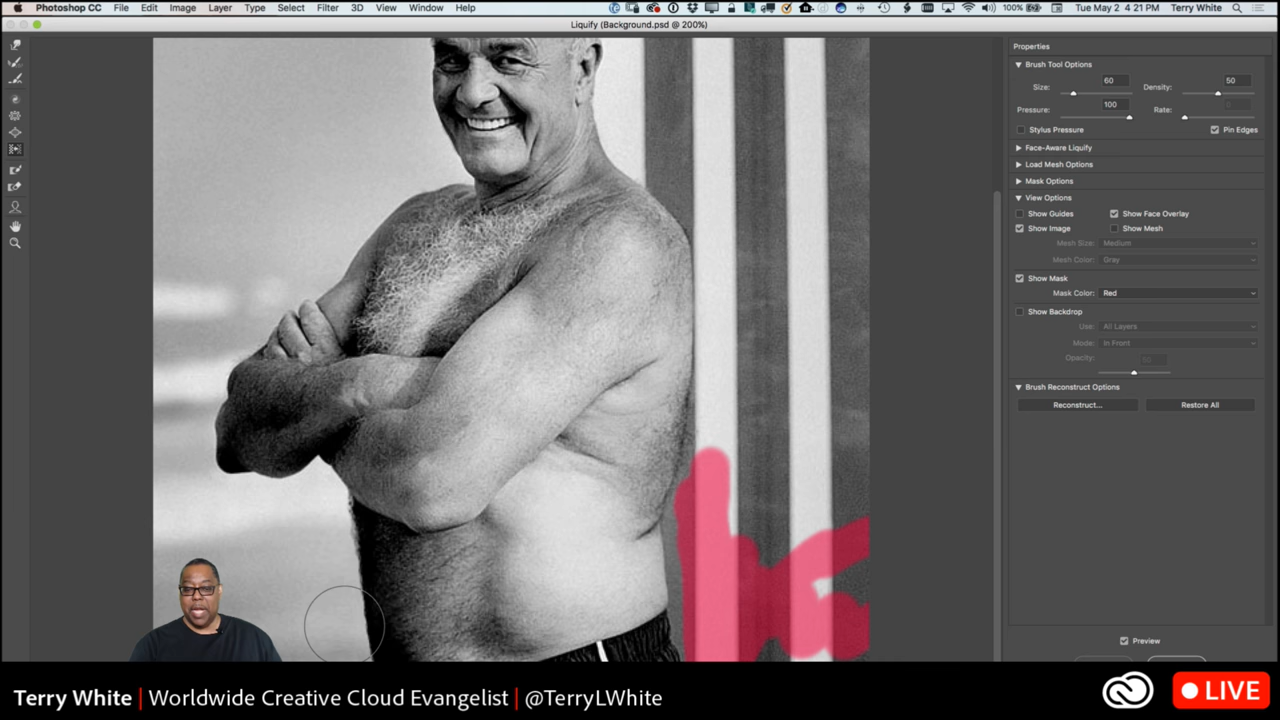 Photoshop CC File Edit Image Layer Type Select Filter 3D View Window Help 100% Tue May 2 4:21 PM Terry White
Liquify (Background.psd @ 200%)
Properties
Brush Tool Options
Size: 60 Density: 50
Pressure: 100 Rate: 0
Stylus Pressure Pin Edges
Face-Aware Liquify
Load Mesh Options
Mask Options
View Options
Show Guides Show Face Overlay
Show Image Show Mesh
Mesh Size: Medium
Mesh Color: Gray
Show Mask
Mask Color: Red
Show Backdrop
Use: All Layers
Mode: In Front
Opacity: 50
Brush Reconstruct Options
Reconstruct... Restore All
Preview
Terry White | Worldwide Creative Cloud Evangelist | @TerryLWhite
LIVE